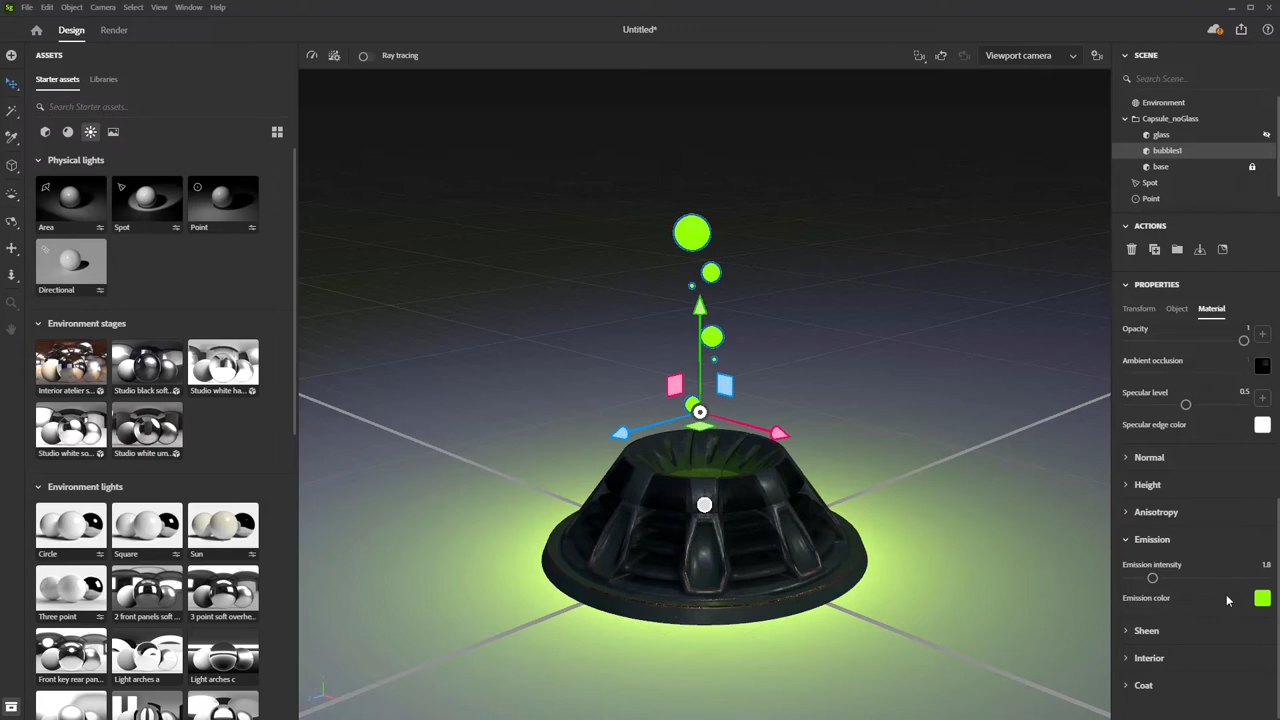 Sg File Edit Object Camera Select View Window Help
Design Render Untitled*
ASSETS
Starter assets Libraries
Search Starter assets..
Physical lights
Area Spot Point
Directional
Environment stages
Interior atelier s... Studio black soft... Studio white ha...
Studio white so... Studio white um...
Environment lights
Circle Square Sun
Three point 2 front panels soft ... 3 point soft overhe...
Front key rear pan... Light arches a Light arches c
Ray tracing Viewport camera
SCENE
Search Scene...
Environment
Capsule_noGlass
glass
bubbles1
base
Spot
Point
ACTIONS
PROPERTIES
Transform Object Material
Opacity 1
Ambient occlusion
Specular level 0.5
Specular edge color
Normal
Height
Anisotropy
Emission
Emission intensity 1.8
Emission color
Sheen
Interior
Coat